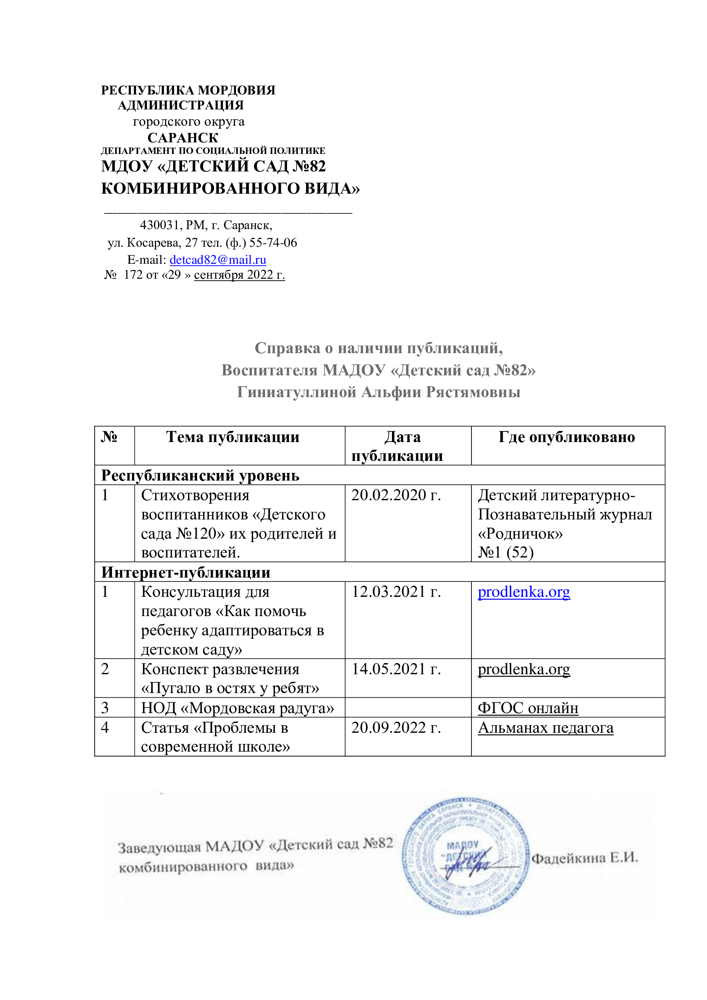 РЕСПУБЛИКА МОРДОВИЯ
АДМИНИСТРАЦИЯ
городского округа
САРАНСК
ДЕПАРТАМЕНТ ПО СОЦИАЛЬНОЙ ПОЛИТИКЕ
МДОУ «ДЕТСКИЙ САД №82
КОМБИНИРОВАННОГО ВИДА»
430031, РМ, г. Саранск,
ул. Косарева, 27 тел. (ф.) 55-74-06
E-mail: detcad82@mail.ru
№ 172 от «29 » сентября 2022 г.
Справка о наличии публикаций,
Воспитателя МАДОУ «Детский сад №82»
Гиниатуллиной Альфии Рястямовны
№ Тема публикации Дата Где опубликовано
публикации
Республиканский уровень
1 Стихотворения 20.02.2020 г. Детский литературно-
воспитанников «Детского Познавательный журнал
сада №120» их родителей и «Родничок»
воспитателей. №1 (52)
Интернет-публикации
1 Консультация для 12.03.2021 г. prodlenka.org
педагогов «Как помочь
ребенку адаптироваться в
детском саду»
2 Конспект развлечения 14.05.2021 г. prodlenka.org
«Пугало в остях у ребят»
3 НОД «Мордовская радуга» ФГОС онлайн
4 Статья «Проблемы в 20.09.2022 г. Альманах педагога
современной школе»
Заведующая МАДОУ «Детский сад №82
комбинированного вида»
МАДОУ
"ДЕТСКИЙ
САД
Фадейкина Е.И.